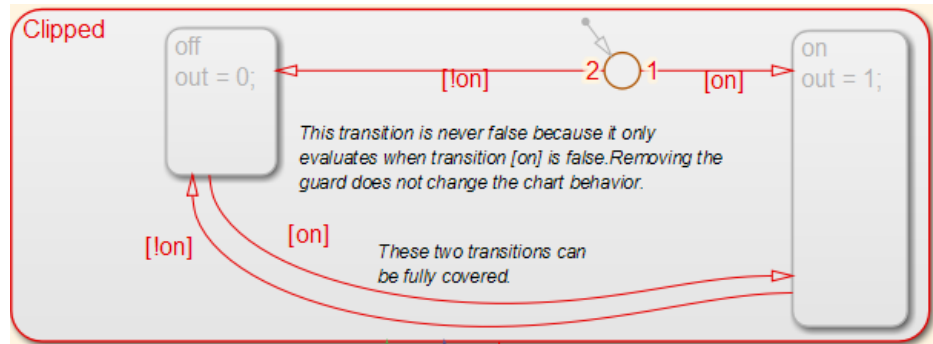 Clipped
off
out = 0;
[!on]
2
1
[on]
on
out = 1;
This transition is never false because it only
evaluates when transition [on] is false.Removing the
guard does not change the chart behavior.
[!on]
[on]
These two transitions can
be fully covered.